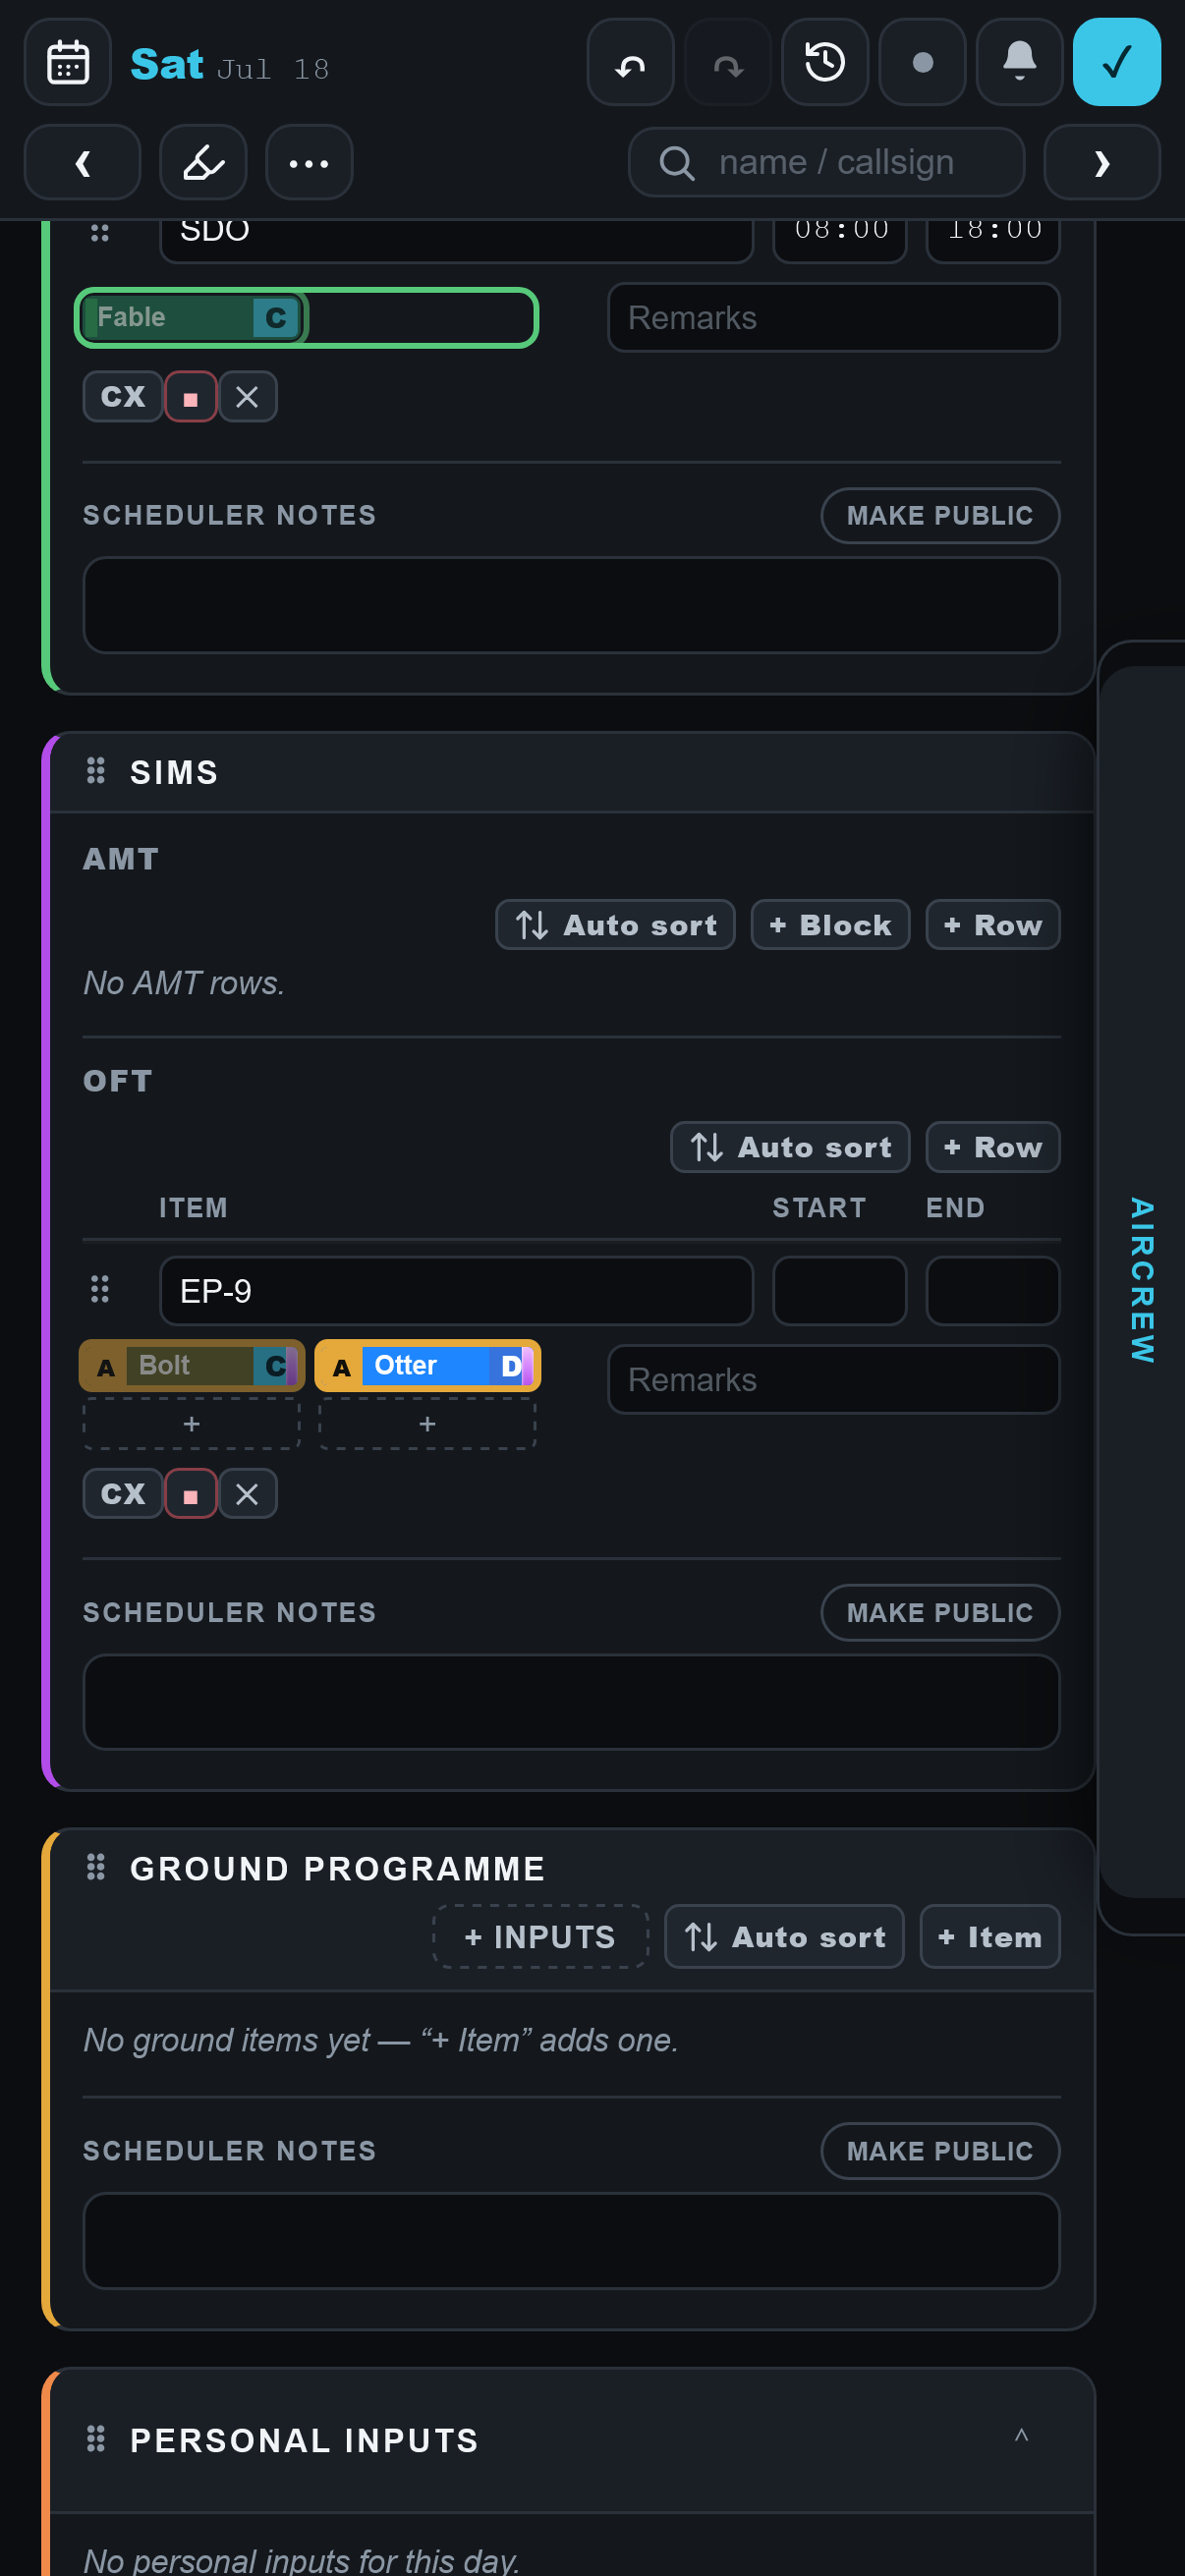 Sat Jul 18
name / callsign
SDO 08:00 18:00
Fable C Remarks
CX
SCHEDULER NOTES MAKE PUBLIC
SIMS
AMT
Auto sort + Block + Row
No AMT rows.
OFT
Auto sort + Row
ITEM START END
EP-9
A Bolt C A Otter D Remarks
+ +
CX
SCHEDULER NOTES MAKE PUBLIC
AIRCREW
GROUND PROGRAMME
+ INPUTS Auto sort + Item
No ground items yet — “+ Item” adds one.
SCHEDULER NOTES MAKE PUBLIC
PERSONAL INPUTS
No personal inputs for this day.